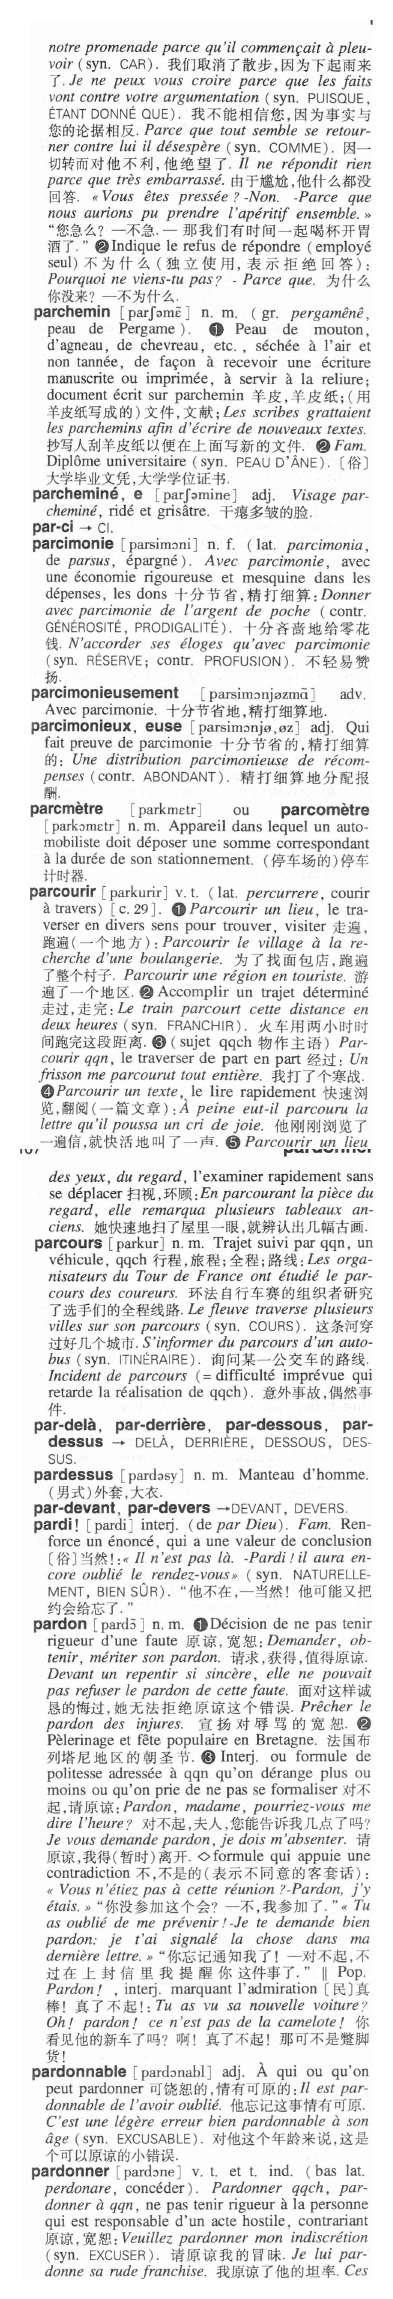 notre promenade parce qu'il commençait à pleu-
voir (syn. CAR). 我们取消了散步,因为下起雨来
了. Je ne peux vous croire parce que les faits
vont contre votre argumentation (syn. PUISQUE,
ÉTANT DONNÉ QUE). 我不能相信您,因为事实与
您的论据相反. Parce que tout semble se retour-
ner contre lui il désespère (syn. COMME). 因一
切转而对他不利,他绝望了. Il ne répondit rien
parce que très embarrassé. 由于尴尬,他什么都没
回答. « Vous êtes pressée ? -Non. -Parce que
nous aurions pu prendre l'apéritif ensemble. »
“您急么? —不急. — 那我们有时间一起喝杯开胃
酒了.” ❷ Indique le refus de répondre (employé
seul) 不为什么(独立使用,表示拒绝回答):
Pourquoi ne viens-tu pas ? - Parce que. 为什么
你没来? —不为什么.
parchemin [parʃəmɛ̃] n. m. (gr. pergamênê,
peau de Pergame). ❶ Peau de mouton,
d'agneau, de chevreau, etc., séchée à l'air et
non tannée, de façon à recevoir une écriture
manuscrite ou imprimée, à servir à la reliure;
document écrit sur parchemin 羊皮,羊皮纸;(用
羊皮纸写成的)文件,文献: Les scribes grattaient
les parchemins afin d'écrire de nouveaux textes.
抄写人刮羊皮纸以便在上面写新的文件. ❷ Fam.
Diplôme universitaire (syn. PEAU D'ÂNE). 〔俗〕
大学毕业文凭,大学学位证书.
parcheminé, e [parʃəmine] adj. Visage par-
cheminé, ridé et grisâtre. 干瘪多皱的脸.
par-ci → CI.
parcimonie [parsimɔni] n. f. (lat. parcimonia,
de parsus, épargné). Avec parcimonie, avec
une économie rigoureuse et mesquine dans les
dépenses, les dons 十分节省,精打细算: Donner
avec parcimonie de l'argent de poche (contr.
GÉNÉROSITÉ, PRODIGALITÉ). 十分吝啬地给零花
钱. N'accorder ses éloges qu'avec parcimonie
(syn. RÉSERVE; contr. PROFUSION). 不轻易赞
扬.
parcimonieusement [parsimɔnjøzmɑ̃] adv.
Avec parcimonie. 十分节省地,精打细算地.
parcimonieux, euse [parsimɔnjø,øz] adj. Qui
fait preuve de parcimonie 十分节省的,精打细算
的: Une distribution parcimonieuse de récom-
penses (contr. ABONDANT). 精打细算地分配报
酬.
parcmètre [parkmɛtr] ou parcomètre
[parkɔmɛtr] n. m. Appareil dans lequel un auto-
mobiliste doit déposer une somme correspondant
à la durée de son stationnement. (停车场的)停车
计时器.
parcourir [parkurir] v. t. (lat. percurrere, courir
à travers) [c. 29]. ❶ Parcourir un lieu, le tra-
verser en divers sens pour trouver, visiter 走遍,
跑遍(一个地方): Parcourir le village à la re-
cherche d'une boulangerie. 为了找面包店,跑遍
了整个村子. Parcourir une région en touriste. 游
遍了一个地区. ❷ Accomplir un trajet déterminé
走过,走完: Le train parcourt cette distance en
deux heures (syn. FRANCHIR). 火车用两小时时
间跑完这段距离. ❸ (sujet qqch 物作主语) Par-
courir qqn, le traverser de part en part 经过: Un
frisson me parcourut tout entière. 我打了个寒战.
❹ Parcourir un texte, le lire rapidement 快速浏
览,翻阅(一篇文章): À peine eut-il parcouru la
lettre qu'il poussa un cri de joie. 他刚刚浏览了
一遍信,就快活地叫了一声. ❺ Parcourir un lieu
des yeux, du regard, l'examiner rapidement sans
se déplacer 扫视,环顾: En parcourant la pièce du
regard, elle remarqua plusieurs tableaux an-
ciens. 她快速地扫了屋里一眼,就辨认出几幅古画.
parcours [parkur] n. m. Trajet suivi par qqn, un
véhicule, qqch 行程,旅程;全程;路线: Les orga-
nisateurs du Tour de France ont étudié le par-
cours des coureurs. 环法自行车赛的组织者研究
了选手们的全程线路. Le fleuve traverse plusieurs
villes sur son parcours (syn. COURS). 这条河穿
过好几个城市. S'informer du parcours d'un auto-
bus (syn. ITINÉRAIRE). 询问某一公交车的路线.
Incident de parcours (= difficulté imprévue qui
retarde la réalisation de qqch). 意外事故,偶然事
件.
par-delà, par-derrière, par-dessous, par-
dessus → DELÀ, DERRIÈRE, DESSOUS, DES-
SUS.
pardessus [pardəsy] n. m. Manteau d'homme.
(男式)外套,大衣.
par-devant, par-devers →DEVANT, DEVERS.
pardi ! [pardi] interj. (de par Dieu). Fam. Ren-
force un énoncé, qui a une valeur de conclusion
〔俗〕当然!:« Il n'est pas là. -Pardi ! il aura en-
core oublié le rendez-vous» (syn. NATURELLE-
MENT, BIEN SÛR). “他不在,—当然! 他可能又把
约会给忘了.”
pardon [pardɔ̃] n. m. ❶ Décision de ne pas tenir
rigueur d'une faute 原谅,宽恕: Demander, ob-
tenir, mériter son pardon. 请求,获得,值得原谅.
Devant un repentir si sincère, elle ne pouvait
pas refuser le pardon de cette faute. 面对这样诚
恳的悔过,她无法拒绝原谅这个错误. Prêcher le
pardon des injures. 宣扬对辱骂的宽恕. ❷
Pèlerinage et fête populaire en Bretagne. 法国布
列塔尼地区的朝圣节. ❸ Interj. ou formule de
politesse adressée à qqn qu'on dérange plus ou
moins ou qu'on prie de ne pas se formaliser 对不
起,请原谅: Pardon, madame, pourriez-vous me
dire l'heure? 对不起,夫人,您能告诉我几点了吗?
Je vous demande pardon, je dois m'absenter. 请
原谅,我得(暂时)离开. ◇ formule qui appuie une
contradiction 不,不是的(表示不同意的客套话):
« Vous n'étiez pas à cette réunion ?-Pardon, j'y
étais. » “你没参加这个会? —不,我参加了.” « Tu
as oublié de me prévenir ! -Je te demande bien
pardon: je t'ai signalé la chose dans ma
dernière lettre. » “你忘记通知我了! —对不起,不
过在上封信里我提醒你这件事了.” ‖ Pop.
Pardon ! , interj. marquant l'admiration [民]真
棒! 真了不起!: Tu as vu sa nouvelle voiture?
Oh! pardon! ce n'est pas de la camelote! 你
看见他的新车了吗? 啊! 真了不起! 那可不是蹩脚
货!
pardonnable [pardɔnabl] adj. À qui ou qu'on
peut pardonner 可饶恕的,情有可原的: Il est par-
donnable de l'avoir oublié. 他忘记这事情有可原.
C'est une légère erreur bien pardonnable à son
âge (syn. EXCUSABLE). 对他这个年龄来说,这是
个可以原谅的小错误.
pardonner [pardɔne] v. t. et t. ind. (bas lat.
perdonare, concéder). Pardonner qqch, par-
donner à qqn, ne pas tenir rigueur à la personne
qui est responsable d'un acte hostile, contrariant
原谅,宽恕: Veuillez pardonner mon indiscrétion
(syn. EXCUSER). 请原谅我的冒昧. Je lui par-
donne sa rude franchise. 我原谅了他的坦率. Ces